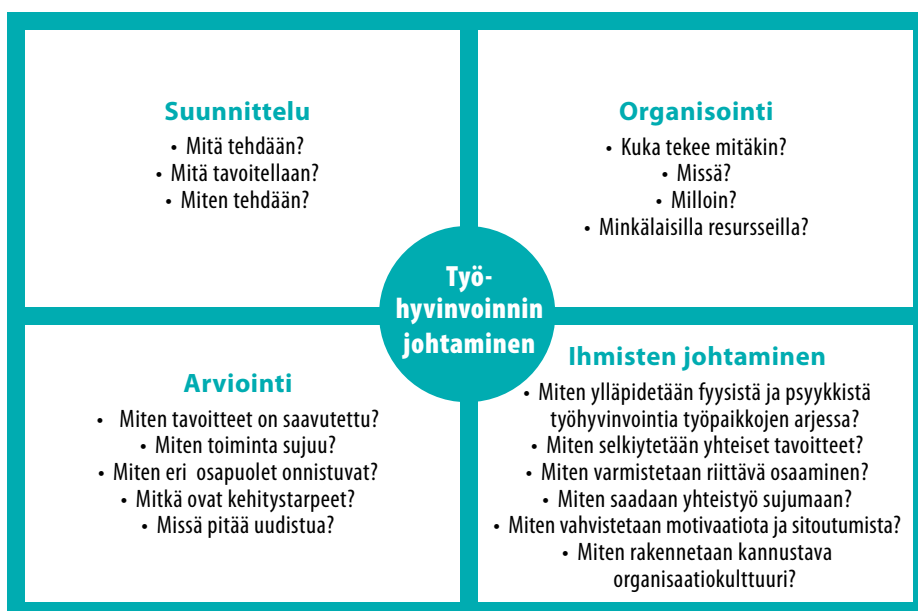 Suunnittelu
• Mitä tehdään?
• Mitä tavoitellaan?
• Miten tehdään?
Organisointi
• Kuka tekee mitäkin?
• Missä?
• Milloin?
• Minkälaisilla resursseilla?
Työ-
hyvinvoinnin
johtaminen
Arviointi
• Miten tavoitteet on saavutettu?
• Miten toiminta sujuu?
• Miten eri osapuolet onnistuvat?
• Mitkä ovat kehitystarpeet?
• Missä pitää uudistua?
Ihmisten johtaminen
• Miten ylläpidetään fyysistä ja psyykkistä
työhyvinvointia työpaikkojen arjessa?
• Miten selkiytetään yhteiset tavoitteet?
• Miten varmistetaan riittävä osaaminen?
• Miten saadaan yhteistyö sujumaan?
• Miten vahvistetaan motivaatiota ja sitoutumista?
• Miten rakennetaan kannustava
organisaatiokulttuuri?